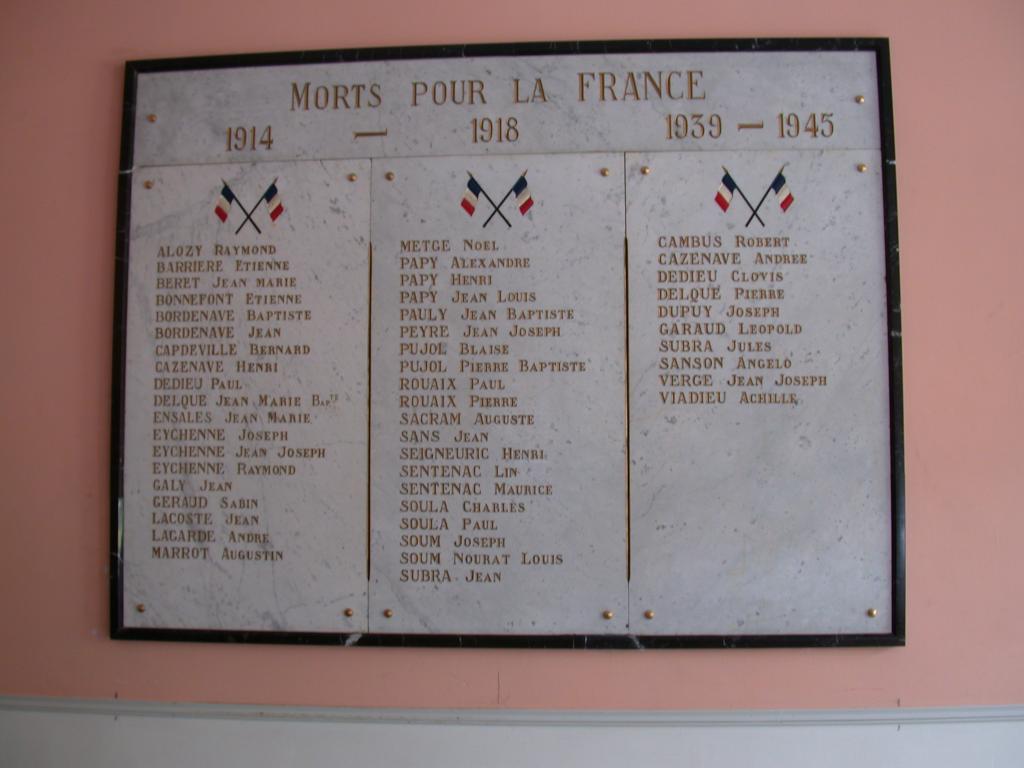 MORTS POUR LA FRANCE
1914 — 1918
1939 — 1945
ALOZY RAYMOND
BARRIERE ETIENNE
BERET JEAN MARIE
BONNEFONT ETIENNE
BORDENAVE BAPTISTE
BORDENAVE JEAN
CAPDEVILLE BERNARD
CAZENAVE HENRI
DEDIEU PAUL
DELQUE JEAN MARIE BAPTE
ENSALES JEAN MARIE
EYCHENNE JOSEPH
EYCHENNE JEAN JOSEPH
EYCHENNE RAYMOND
GALY JEAN
GERAUD SABIN
LACOSTE JEAN
LAGARDE ANDRE
MARROT AUGUSTIN
METGE NOEL
PAPY ALEXANDRE
PAPY HENRI
PAPY JEAN LOUIS
PAULY JEAN BAPTISTE
PEYRE JEAN JOSEPH
PUJOL BLAISE
PUJOL PIERRE BAPTISTE
ROUAIX PAUL
ROUAIX PIERRE
SACRAM AUGUSTE
SANS JEAN
SEIGNEURIC HENRI
SENTENAC LIN
SENTENAC MAURICE
SOULA CHARLES
SOULA PAUL
SOUM JOSEPH
SOUM NOURAT LOUIS
SUBRA JEAN
CAMBUS ROBERT
CAZENAVE ANDREE
DEDIEU CLOVIS
DELQUE PIERRE
DUPUY JOSEPH
GARAUD LEOPOLD
SUBRA JULES
SANSON ANGELO
VERGE JEAN JOSEPH
VIADIEU ACHILLE